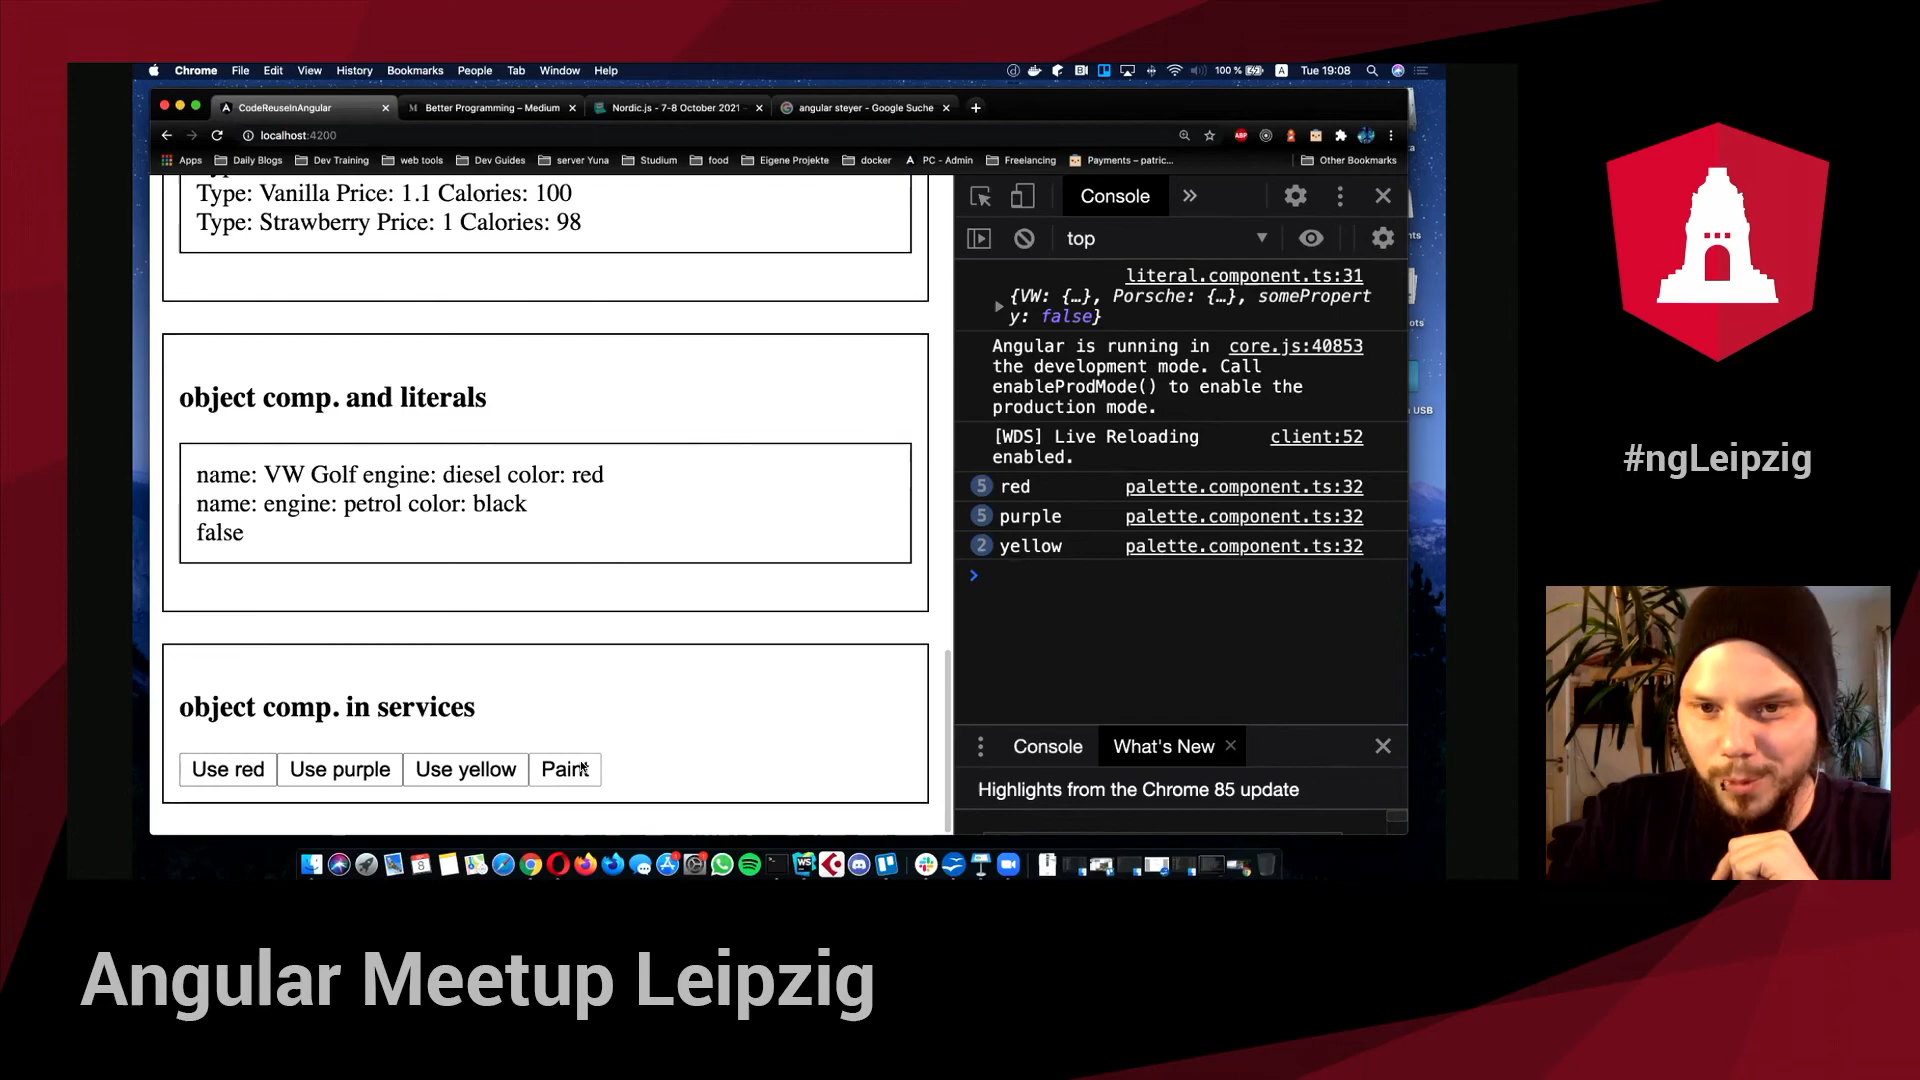 Chrome File Edit View History Bookmarks People Tab Window Help
100 % Tue 19:08
CodeReuseInAngular
Better Programming – Medium
Nordic.js - 7-8 October 2021
angular steyer - Google Suche
localhost:4200
Apps Daily Blogs Dev Training web tools Dev Guides server Yuna Studium food Eigene Projekte docker PC - Admin Freelancing Payments – patric... Other Bookmarks
Type: Vanilla Price: 1.1 Calories: 100
Type: Strawberry Price: 1 Calories: 98
object comp. and literals
name: VW Golf engine: diesel color: red
name: engine: petrol color: black
false
object comp. in services
Use red Use purple Use yellow Paint
Console
top
literal.component.ts:31
{VW: {…}, Porsche: {…}, somePropert
y: false}
Angular is running in core.js:40853
the development mode. Call
enableProdMode() to enable the
production mode.
[WDS] Live Reloading client:52
enabled.
5 red palette.component.ts:32
5 purple palette.component.ts:32
2 yellow palette.component.ts:32
Console What's New
Highlights from the Chrome 85 update
#ngLeipzig
Angular Meetup Leipzig